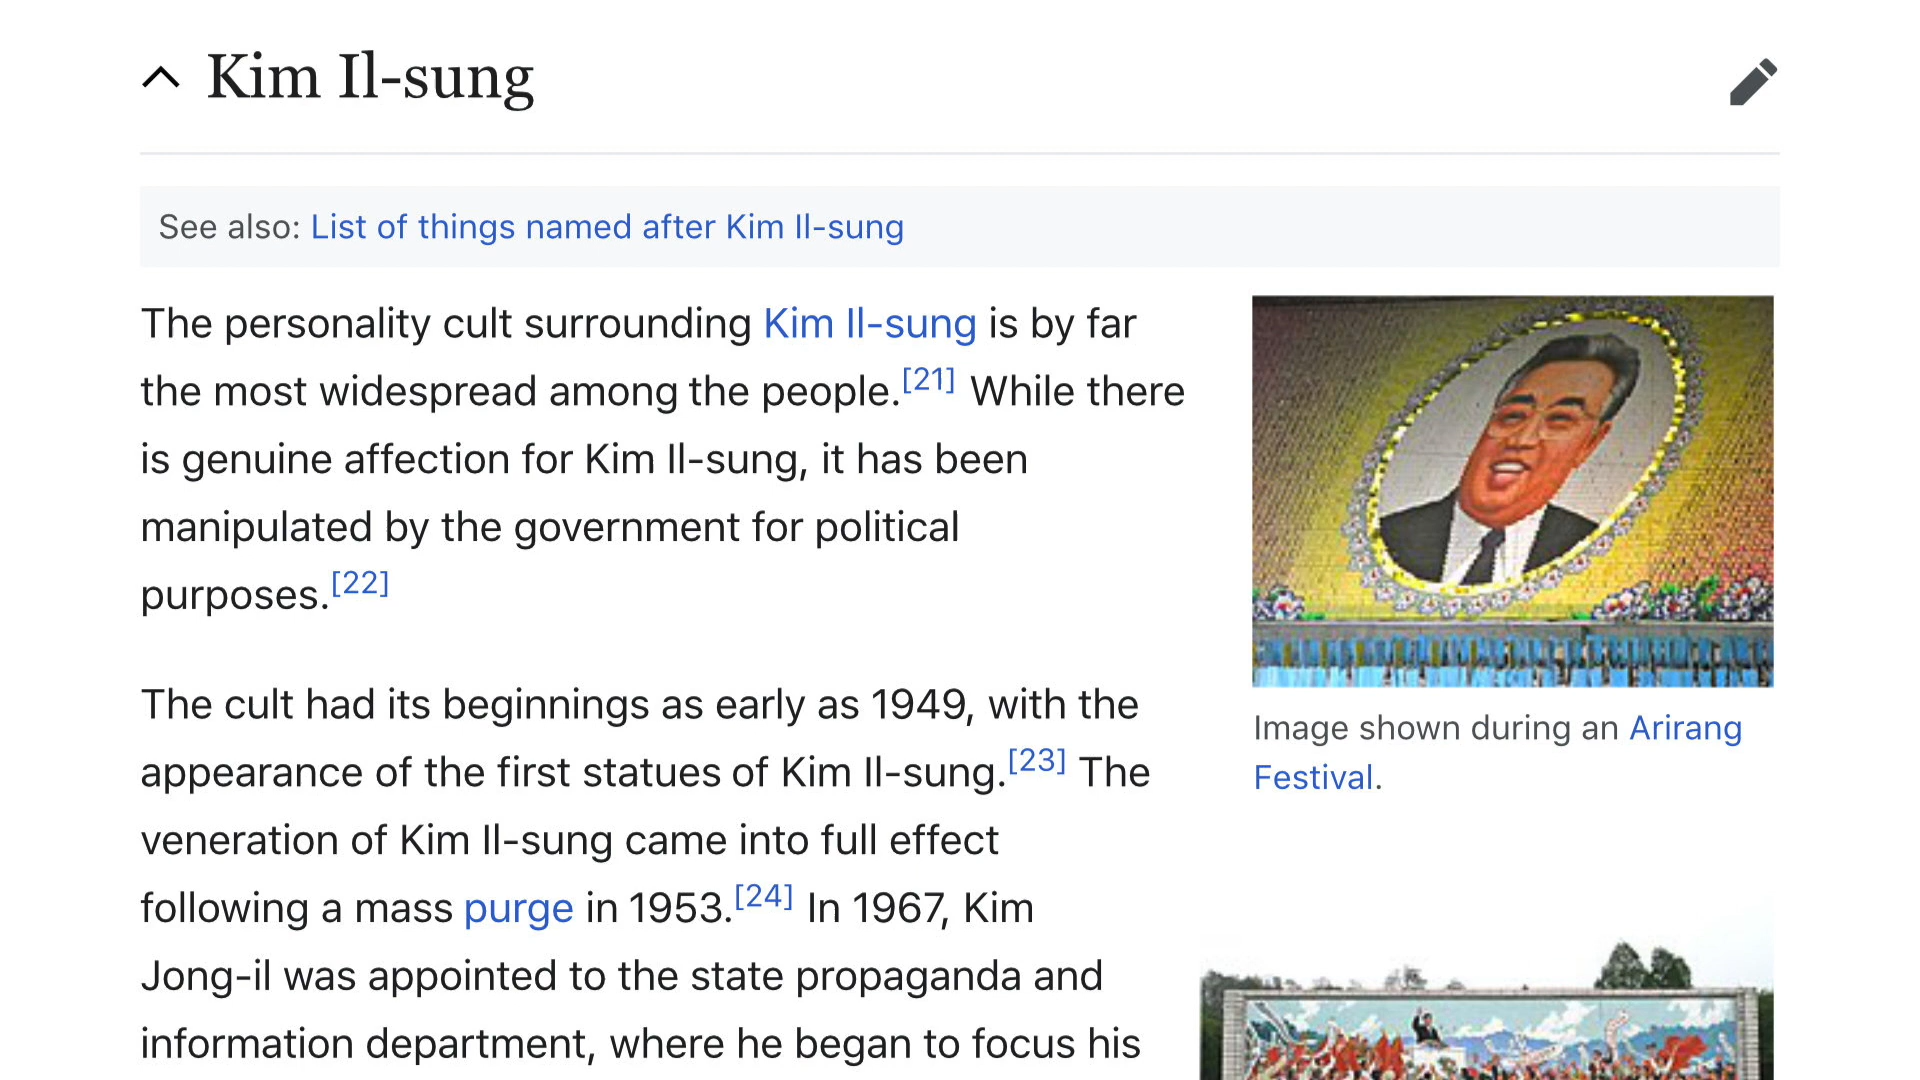 Kim Il-sung
See also: List of things named after Kim Il-sung
The personality cult surrounding Kim Il-sung is by far
the most widespread among the people.[21] While there
is genuine affection for Kim Il-sung, it has been
manipulated by the government for political
purposes.[22]
The cult had its beginnings as early as 1949, with the
appearance of the first statues of Kim Il-sung.[23] The
veneration of Kim Il-sung came into full effect
following a mass purge in 1953.[24] In 1967, Kim
Jong-il was appointed to the state propaganda and
information department, where he began to focus his
Image shown during an Arirang
Festival.